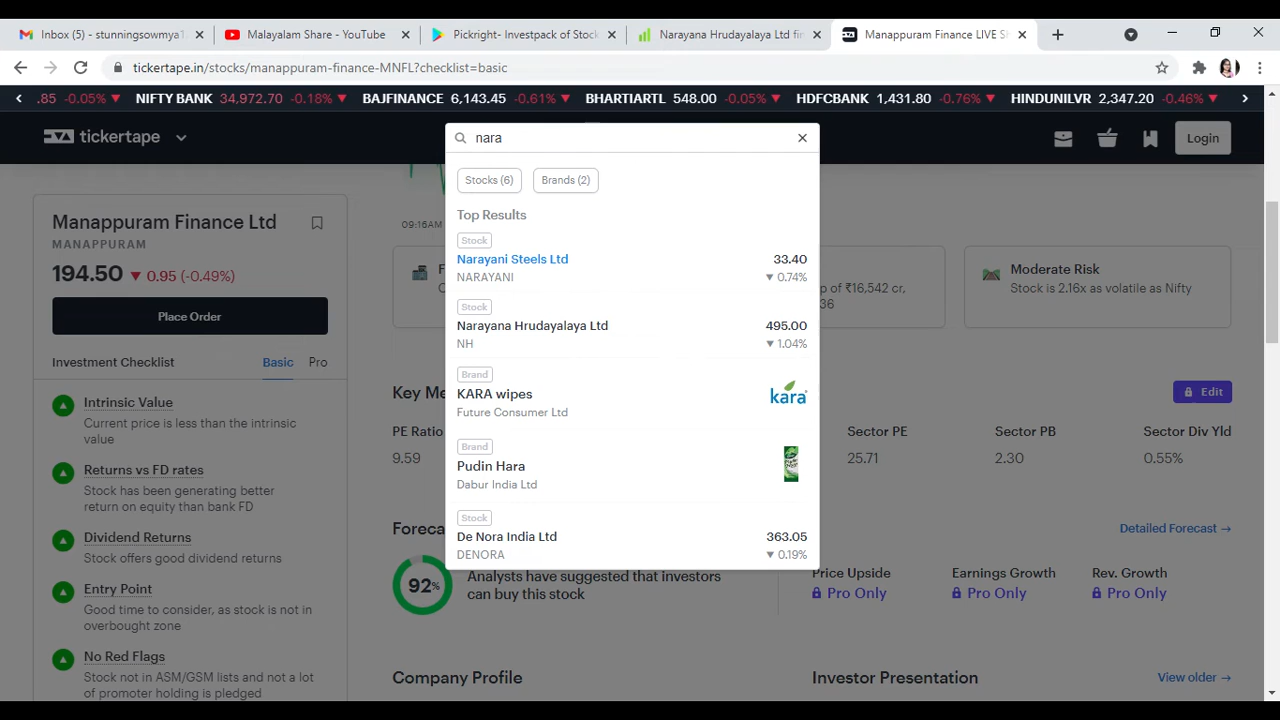 Inbox (5) - stunningsowmya1
Malayalam Share - YouTube
Pickright- Investpack of Stock
Narayana Hrudayalaya Ltd fin
Manappuram Finance LIVE S
tickertape.in/stocks/manappuram-finance-MNFL?checklist=basic
.85 -0.05% ▼ NIFTY BANK 34,972.70 -0.18% ▼ BAJFINANCE 6,143.45 -0.61% ▼ BHARTIARTL 548.00 -0.05% ▼ HDFCBANK 1,431.80 -0.76% ▼ HINDUNILVR 2,347.20 -0.46% ▼
tickertape
Login
nara
Stocks (6) Brands (2)
Top Results
Stock
Narayani Steels Ltd 33.40
NARAYANI ▼ 0.74%
Stock
Narayana Hrudayalaya Ltd 495.00
NH ▼ 1.04%
Brand
KARA wipes
Future Consumer Ltd
kara
Brand
Pudin Hara
Dabur India Ltd
Stock
De Nora India Ltd 363.05
DENORA ▼ 0.19%
Manappuram Finance Ltd
MANAPPURAM
194.50 ▼ 0.95 (-0.49%)
Place Order
Investment Checklist Basic Pro
Intrinsic Value
Current price is less than the intrinsic
value
Returns vs FD rates
Stock has been generating better
return on equity than bank FD
Dividend Returns
Stock offers good dividend returns
Entry Point
Good time to consider, as stock is not in
overbought zone
No Red Flags
Stock not in ASM/GSM lists and not a lot
of promoter holding is pledged
09:16AM
of ₹16,542 cr,
36
Moderate Risk
Stock is 2.16x as volatile as Nifty
Key Me
Edit
PE Ratio Sector PE Sector PB Sector Div Yld
9.59 25.71 2.30 0.55%
Foreca
Detailed Forecast →
92%
Analysts have suggested that investors
can buy this stock
Price Upside Earnings Growth Rev. Growth
Pro Only Pro Only Pro Only
Company Profile
Investor Presentation View older →